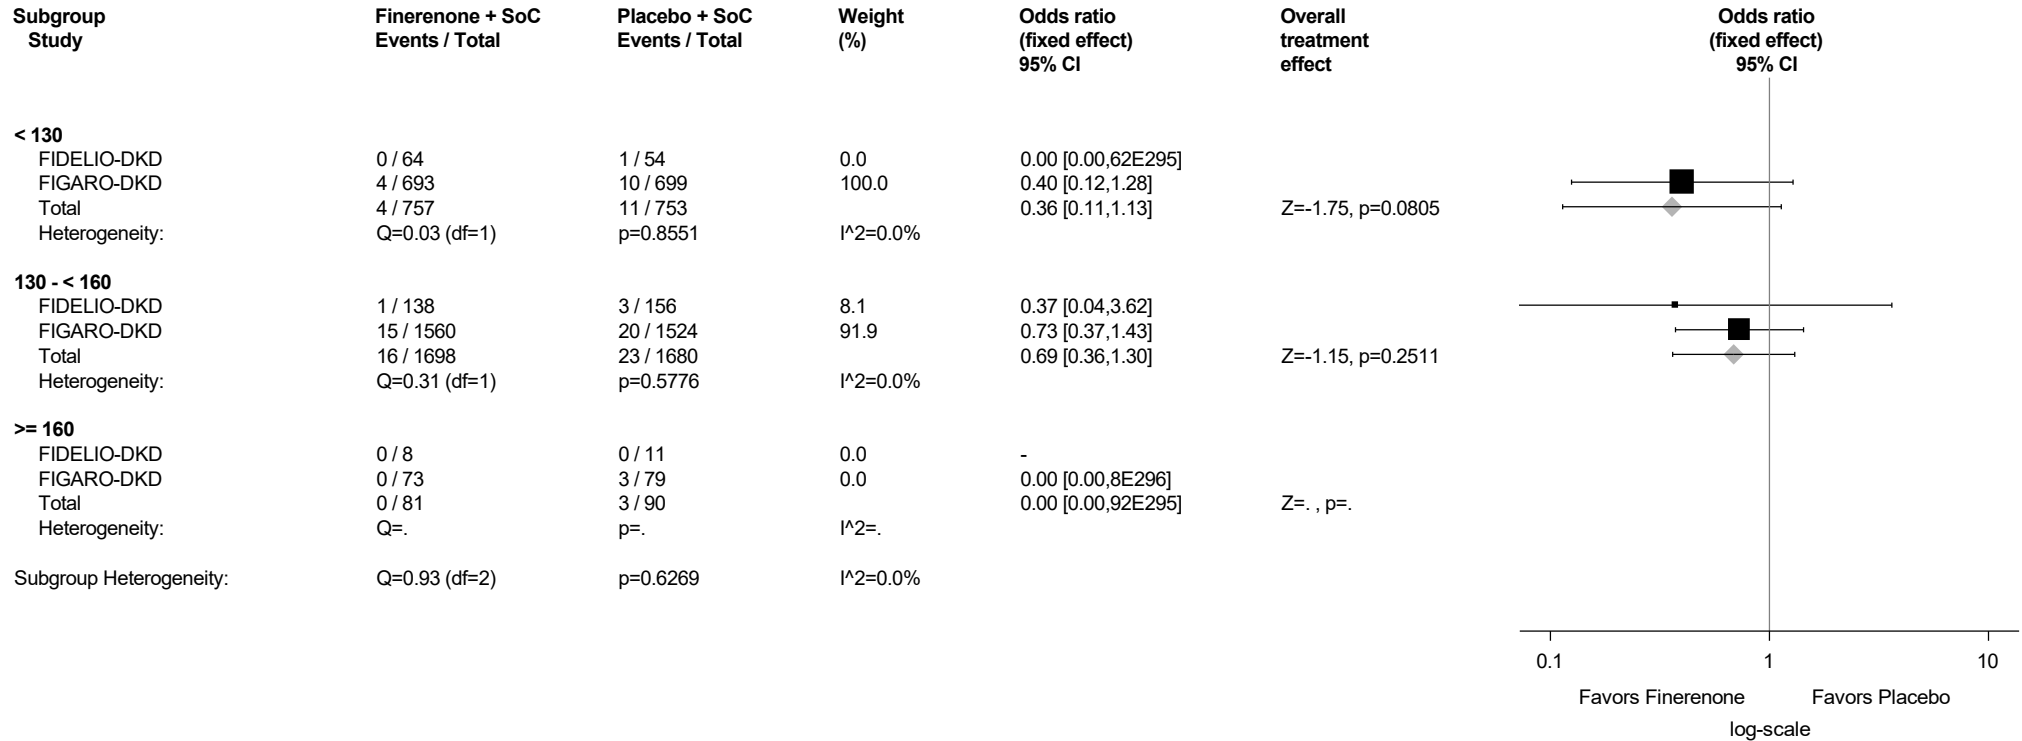 Subgroup Finerenone + SoC Placebo + SoC Weight Odds ratio Overall Odds ratio
Study Events / Total Events / Total (%) (fixed effect) treatment (fixed effect)
95% CI effect 95% CI
< 130
FIDELIO-DKD 0 / 64 1 / 54 0.0 0.00 [0.00,62E295]
FIGARO-DKD 4 / 693 10 / 699 100.0 0.40 [0.12,1.28]
Total 4 / 757 11 / 753 0.36 [0.11,1.13] Z=-1.75, p=0.0805
Heterogeneity: Q=0.03 (df=1) p=0.8551 I^2=0.0%
130 - < 160
FIDELIO-DKD 1 / 138 3 / 156 8.1 0.37 [0.04,3.62]
FIGARO-DKD 15 / 1560 20 / 1524 91.9 0.73 [0.37,1.43]
Total 16 / 1698 23 / 1680 0.69 [0.36,1.30] Z=-1.15, p=0.2511
Heterogeneity: Q=0.31 (df=1) p=0.5776 I^2=0.0%
>= 160
FIDELIO-DKD 0 / 8 0 / 11 0.0 -
FIGARO-DKD 0 / 73 3 / 79 0.0 0.00 [0.00,8E296]
Total 0 / 81 3 / 90 0.00 [0.00,92E295] Z=. , p=.
Heterogeneity: Q=. p=. I^2=.
Subgroup Heterogeneity: Q=0.93 (df=2) p=0.6269 I^2=0.0%
0.1 1 10
Favors Finerenone Favors Placebo
log-scale